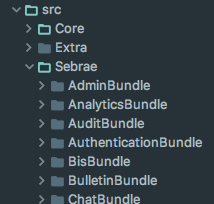 src
Core
Extra
Sebrae
AdminBundle
AnalyticsBundle
AuditBundle
AuthenticationBundle
BisBundle
BulletinBundle
ChatBundle